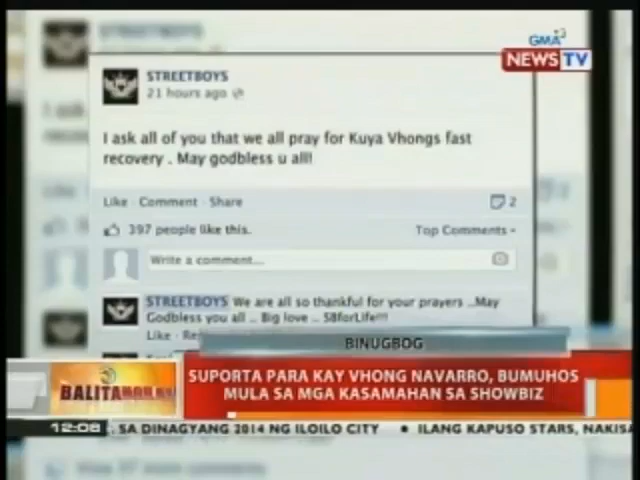 GMA
NEWS TV
STREETBOYS
21 hours ago
I ask all of you that we all pray for Kuya Vhongs fast
recovery . May godbless u all!
Like · Comment · Share
2
397 people like this.
Top Comments
Write a comment...
STREETBOYS We are all so thankful for your prayers ..May
Godbless you all .. Big love .. SBforLife!!!
Like ·
BINUGBOG
BALITA
SUPORTA PARA KAY VHONG NAVARRO, BUMUHOS
MULA SA MGA KASAMAHAN SA SHOWBIZ
12:08
SA DINAGYANG 2014 NG ILOILO CITY • ILANG KAPUSO STARS, NAKISA